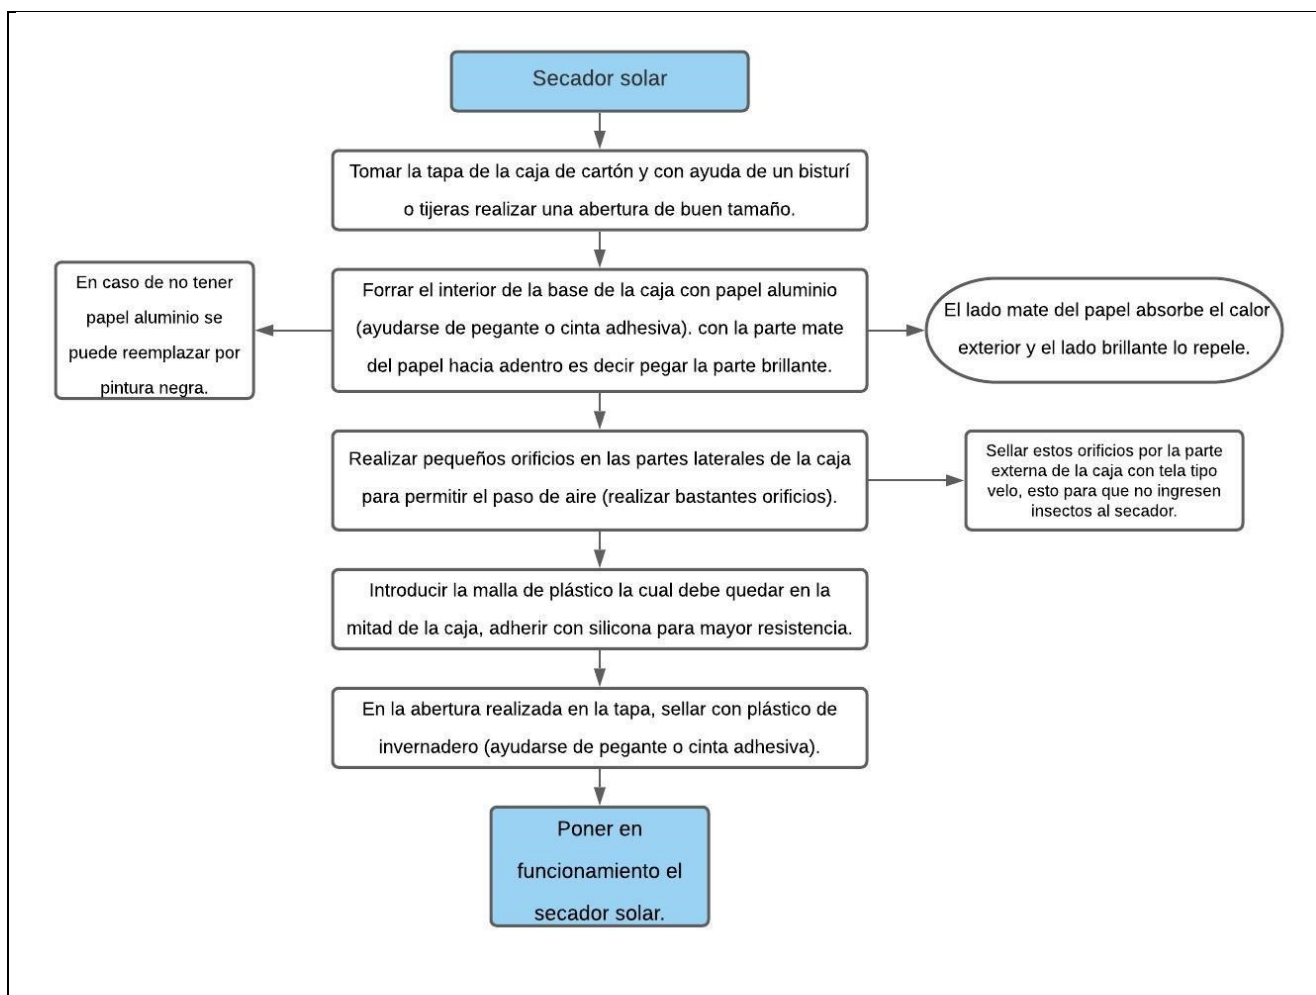 Secador solar
Tomar la tapa de la caja de cartón y con ayuda de un bisturí
o tijeras realizar una abertura de buen tamaño.
En caso de no tener
papel aluminio se
puede reemplazar por
pintura negra.
Forrar el interior de la base de la caja con papel aluminio
(ayudarse de pegante o cinta adhesiva). con la parte mate
del papel hacia adentro es decir pegar la parte brillante.
El lado mate del papel absorbe el calor
exterior y el lado brillante lo repele.
Realizar pequeños orificios en las partes laterales de la caja
para permitir el paso de aire (realizar bastantes orificios).
Sellar estos orificios por la parte
externa de la caja con tela tipo
velo, esto para que no ingresen
insectos al secador.
Introducir la malla de plástico la cual debe quedar en la
mitad de la caja, adherir con silicona para mayor resistencia.
En la abertura realizada en la tapa, sellar con plástico de
invernadero (ayudarse de pegante o cinta adhesiva).
Poner en
funcionamiento el
secador solar.